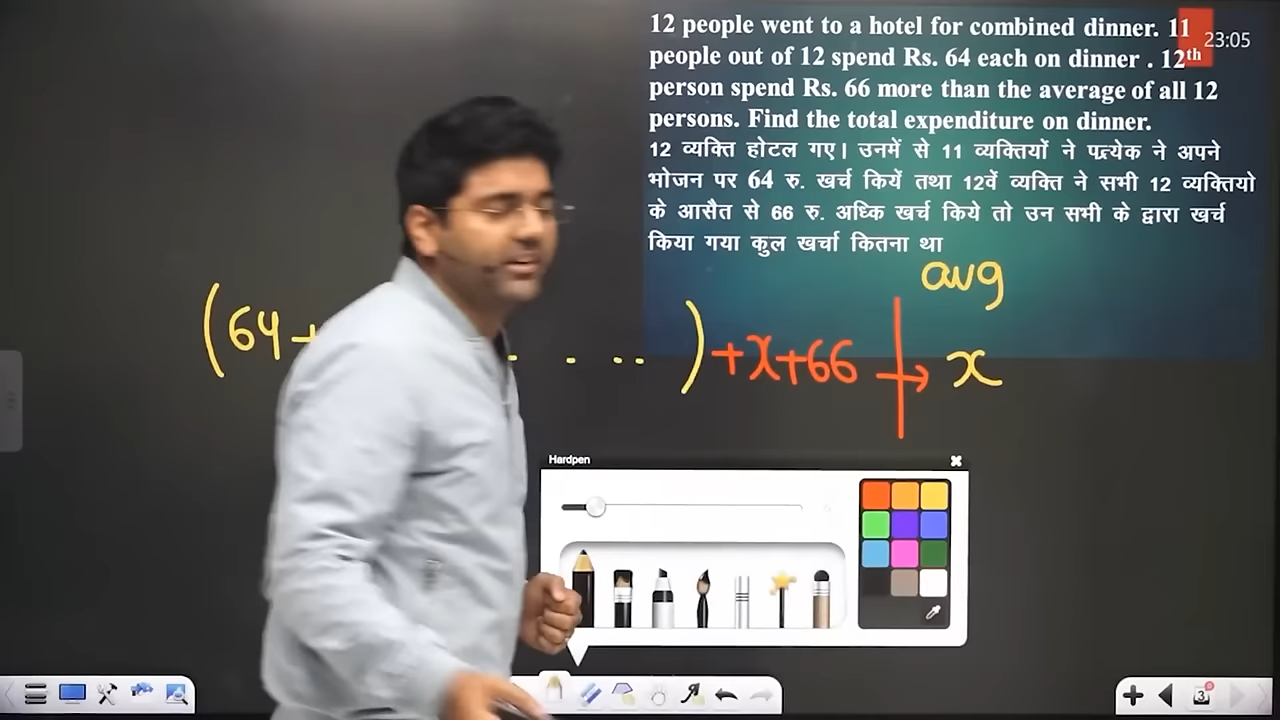 12 people went to a hotel for combined dinner. 11
people out of 12 spend Rs. 64 each on dinner . 12th
person spend Rs. 66 more than the average of all 12
persons. Find the total expenditure on dinner.
12 व्यक्ति होटल गए। उनमें से 11 व्यक्तियों ने प्रत्येक ने अपने
भोजन पर 64 रु. खर्च कियें तथा 12वें व्यक्ति ने सभी 12 व्यक्तियो
के आसैत से 66 रु. अध्कि खर्च किये तो उन सभी के द्वारा खर्च
किया गया कुल खर्चा कितना था
23:05
avg
(64+ . . .. ) +x+66 → x
Hardpen
3